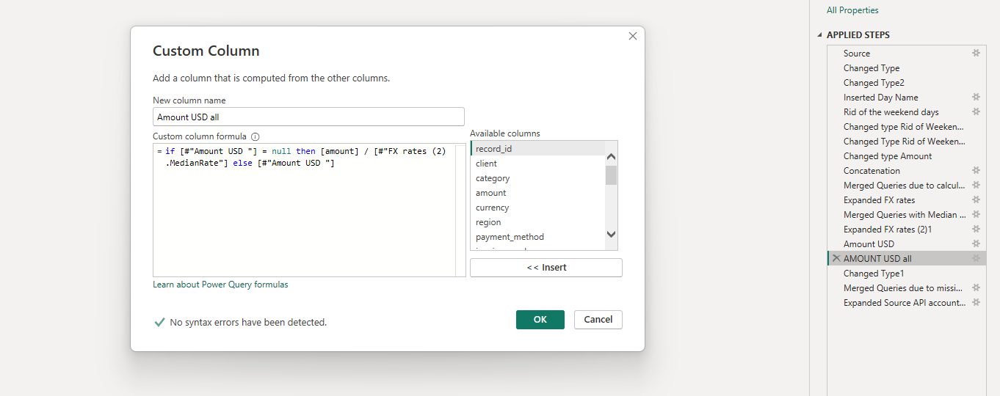 All Properties
APPLIED STEPS
Source
Changed Type
Changed Type2
Inserted Day Name
Rid of the weekend days
Changed type Rid of Weeken...
Changed Type Rid of Weeken...
Changed type Amount
Concatenation
Merged Queries due to calcul...
Expanded FX rates
Merged Queries with Median ...
Expanded FX rates (2)1
Amount USD
AMOUNT USD all
Changed Type1
Merged Queries due to missi...
Expanded Source API account...
Custom Column
Add a column that is computed from the other columns.
New column name
Amount USD all
Custom column formula
= if [#"Amount USD "] = null then [amount] / [#"FX rates (2)
.MedianRate"] else [#"Amount USD "]
Available columns
record_id
client
category
amount
currency
region
payment_method
<< Insert
Learn about Power Query formulas
No syntax errors have been detected.
OK
Cancel